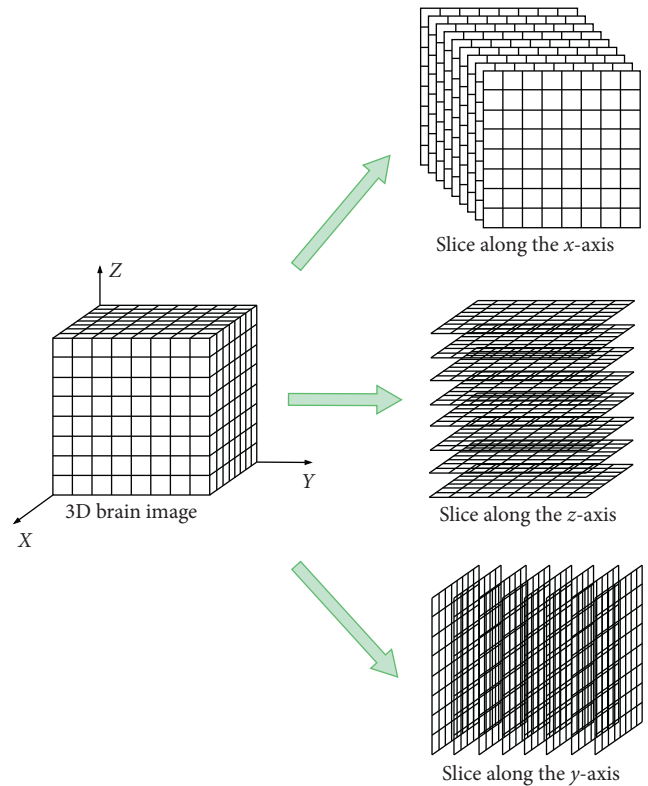 Slice along the x-axis
Z
Y
3D brain image
X
Slice along the z-axis
Slice along the y-axis